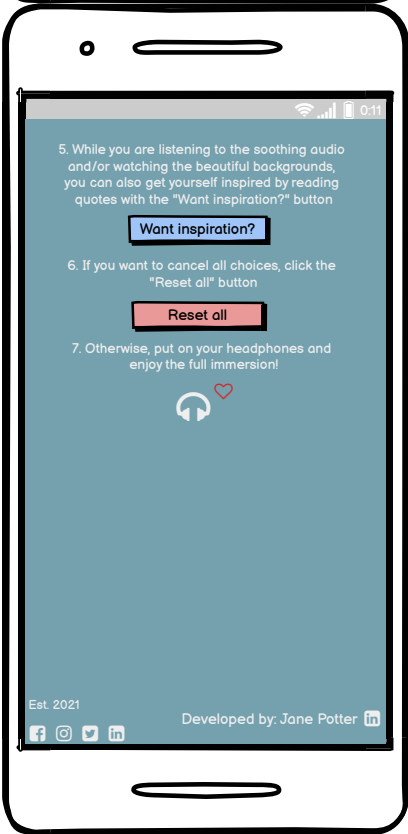 0:11
5. While you are listening to the soothing audio
and/or watching the beautiful backgrounds,
you can also get yourself inspired by reading
quotes with the "Want inspiration?" button
Want inspiration?
6. If you want to cancel all choices, click the
"Reset all" button
Reset all
7. Otherwise, put on your headphones and
enjoy the full immersion!
Est. 2021
Developed by: Jane Potter